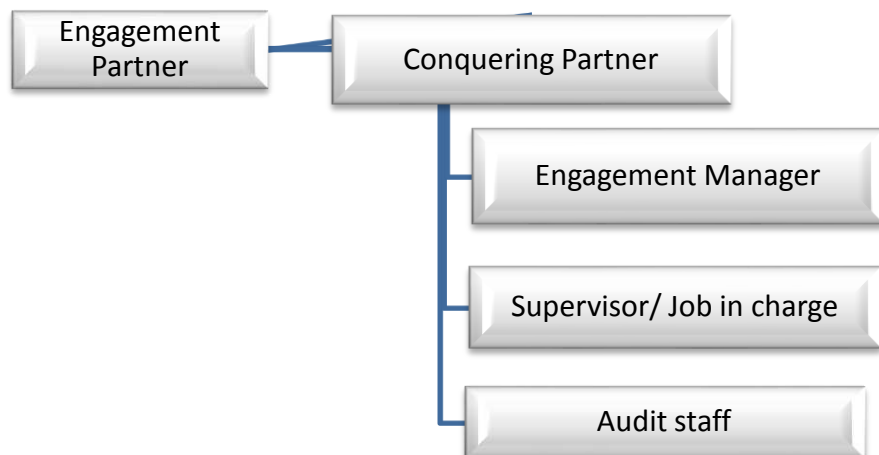 Engagement
Partner
Conquering Partner
Engagement Manager
Supervisor/ Job in charge
Audit staff